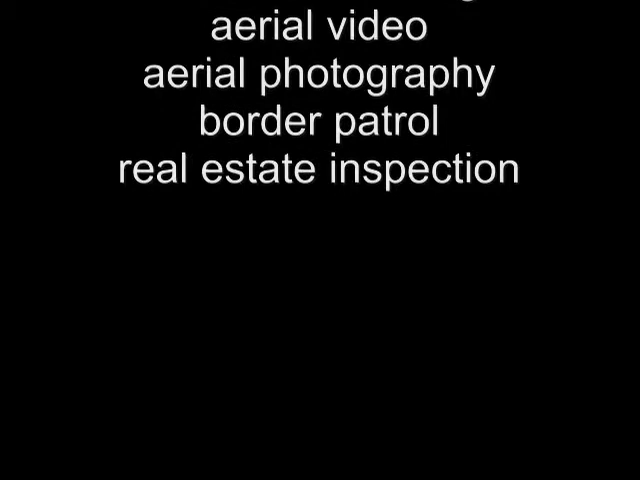 aerial video
aerial photography
border patrol
real estate inspection